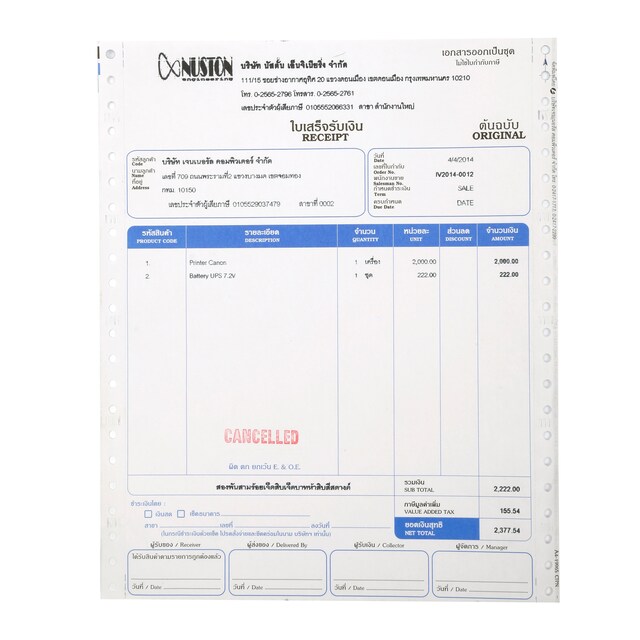 NUSTON
engineering
บริษัท นัสตั้น เอ็นจิเนียริ่ง จำกัด
111/15 ซอยช่างอากาศอุทิศ 20 แขวงดอนเมือง เขตดอนเมือง กรุงเทพมหานคร 10210
โทร. 0-2565-2796 โทรสาร. 0-2565-2761
เลขประจำตัวผู้เสียภาษี 0105552066331 สาขา สำนักงานใหญ่
เอกสารออกเป็นชุด
ไม่ใช่ใบกำกับภาษี
ใบเสร็จรับเงิน
RECEIPT
ต้นฉบับ
ORIGINAL
รหัสลูกค้า
Code
นามลูกค้า
Name
ที่อยู่
Address
บริษัท เจนเนอรัล คอมพิวเตอร์ จำกัด
เลขที่ 709 ถนนพระรามที่2 แขวงบางมด เขตจอมทอง
กทม. 10150
เลขประจำตัวผู้เสียภาษี 0105529037479 สาขาที่ 0002
วันที่
Date
4/4/2014
เลขที่ใบกำกับ
Order No.
IV2014-0012
พนักงานขาย
Salesman No.
SALE
กำหนดชำระเงิน
Term
ครบกำหนด
Due Date
DATE
รหัสสินค้า รายละเอียด จำนวน หน่วยละ ส่วนลด จำนวนเงิน
PRODUCT CODE DESCRIPTION QUANTITY UNIT DISCOUNT AMOUNT
1. Printer Canon 1 เครื่อง 2,000.00 2,000.00
2. Battery UPS 7.2V 1 ชุด 222.00 222.00
CANCELLED
ผิด ตก ยกเว้น E. & O.E.
สองพันสามร้อยเจ็ดสิบเจ็ดบาทห้าสิบสี่สตางค์
รวมเงิน
SUB TOTAL 2,222.00
ภาษีมูลค่าเพิ่ม
VALUE ADDED TAX 155.54
ยอดเงินสุทธิ
NET TOTAL 2,377.54
ชำระเงินโดย :
เงินสด เช็คธนาคาร
สาขา เลขที่ ลงวันที่
(ในกรณีชำระเงินด้วยเช็ค โปรดสั่งจ่ายและขีดคร่อมในนาม บริษัทฯ เท่านั้น)
ผู้รับของ / Receiver ผู้ส่งของ / Delivered By ผู้รับเงิน / Collector ผู้จัดการ / Manager
ได้รับสินค้าตามรายการถูกต้องแล้ว
วันที่ / Date วันที่ / Date วันที่ / Date วันที่ / Date